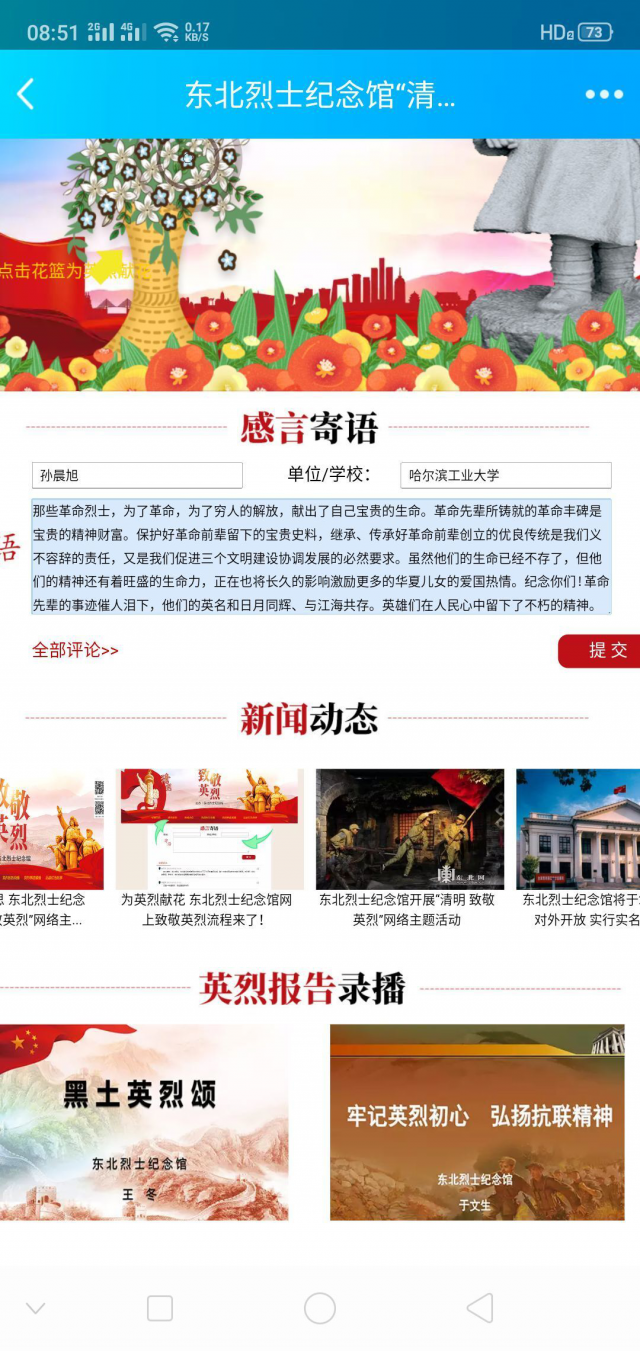 08:51 2G 4G 0.17 KB/S HD 73
东北烈士纪念馆“清...
点击花篮为英烈献
感言寄语
孙晨旭
单位/学校：
哈尔滨工业大学
语
那些革命烈士，为了革命，为了穷人的解放，献出了自己宝贵的生命。革命先辈所铸就的革命丰碑是
宝贵的精神财富。保护好革命前辈留下的宝贵史料，继承、传承好革命前辈创立的优良传统是我们义
不容辞的责任，又是我们促进三个文明建设协调发展的必然要求。虽然他们的生命已经不存了，但他
们的精神还有着旺盛的生命力，正在也将长久的影响激励更多的华夏儿女的爱国热情。纪念你们！革命
先辈的事迹催人泪下，他们的英名和日月同辉、与江海共存。英雄们在人民心中留下了不朽的精神。
全部评论>>
提 交
新闻动态
致敬
英烈
东北烈士纪念馆
致敬
英烈
感言寄语
东北网
思 东北烈士纪念
敬英烈”网络主...
为英烈献花 东北烈士纪念馆网
上致敬英烈流程来了！
东北烈士纪念馆开展“清明 致敬
英烈”网络主题活动
东北烈士纪念馆将于
对外开放 实行实名
英烈报告录播
黑土英烈颂
东北烈士纪念馆
王 冬
牢记英烈初心 弘扬抗联精神
东北烈士纪念馆
于文生